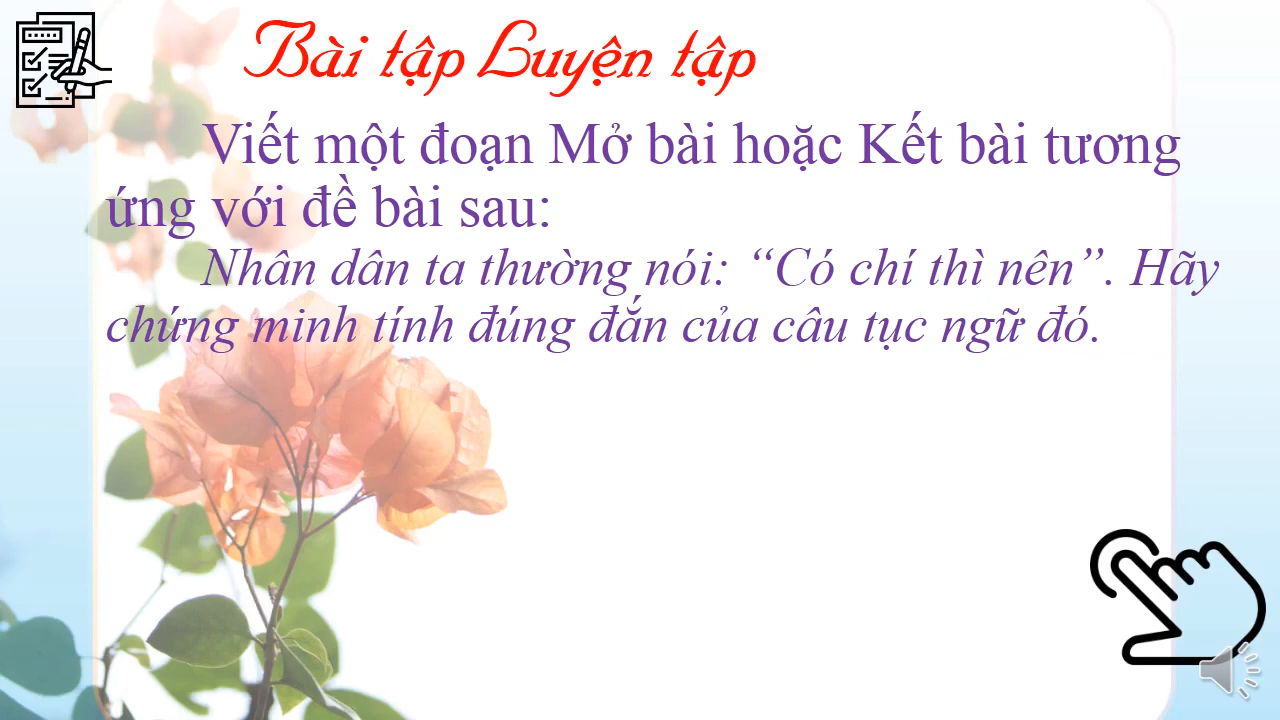 Bài tập Luyện tập
Viết một đoạn Mở bài hoặc Kết bài tương
ứng với đề bài sau:
Nhân dân ta thường nói: “Có chí thì nên”. Hãy
chứng minh tính đúng đắn của câu tục ngữ đó.